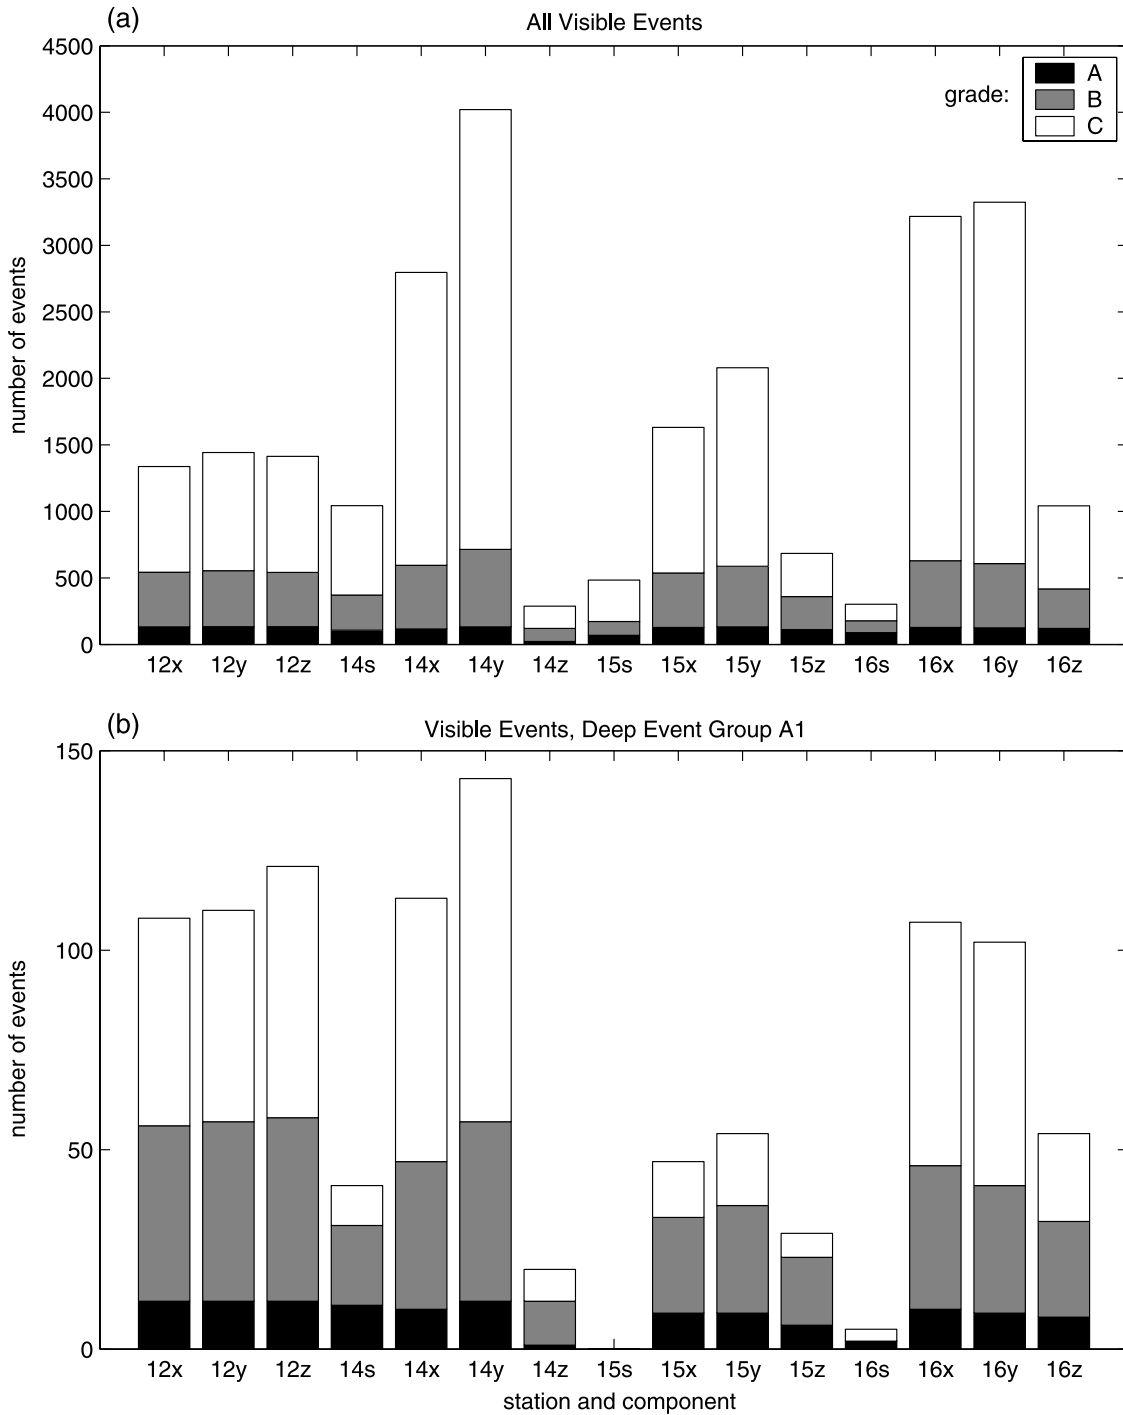 (a)
All Visible Events
grade:
A
B
C
number of events
4500
4000
3500
3000
2500
2000
1500
1000
500
0
12x 12y 12z 14s 14x 14y 14z 15s 15x 15y 15z 16s 16x 16y 16z
(b)
Visible Events, Deep Event Group A1
number of events
150
100
50
0
12x 12y 12z 14s 14x 14y 14z 15s 15x 15y 15z 16s 16x 16y 16z
station and component